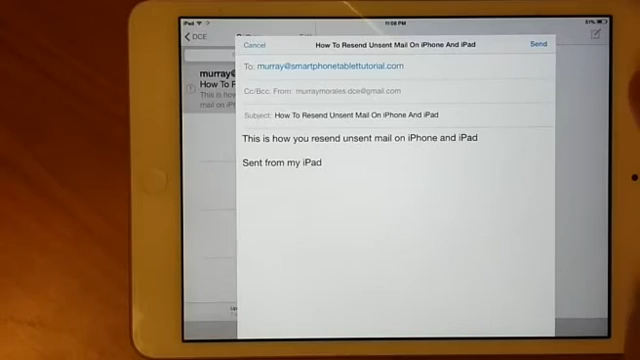 iPad
11:08 PM
51%
DCE
Cancel
How To Resend Unsent Mail On iPhone And iPad
Send
murray@
To: murray@smartphonetablettutorial.com
How To R
This is how
mail on iPh
Cc/Bcc, From: murraymorales.dce@gmail.com
Subject: How To Resend Unsent Mail On iPhone And iPad
This is how you resend unsent mail on iPhone and iPad
Sent from my iPad